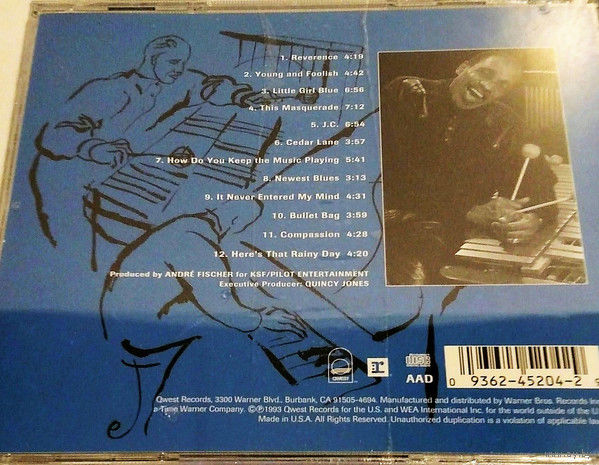 1. Reverence 4:19
2. Young and Foolish 4:42
3. Little Girl Blue 6:56
4. This Masquerade 7:12
5. J.C. 6:54
6. Cedar Lane 3:57
7. How Do You Keep the Music Playing 5:41
8. Newest Blues 3:13
9. It Never Entered My Mind 4:31
10. Bullet Bag 3:59
11. Compassion 4:28
12. Here's That Rainy Day 4:20
Produced by ANDRÉ FISCHER for KSF/PILOT ENTERTAINMENT
Executive Producer: QUINCY JONES
QWEST
r
disc
AAD
0 9362-45204-2
Qwest Records, 3300 Warner Blvd., Burbank, CA 91505-4694. Manufactured and distributed by Warner Bros. Records Inc
a Time Warner Company. ©℗1993 Qwest Records for the U.S. and WEA International Inc. for the world outside of the U
Made in U.S.A. All Rights Reserved. Unauthorized duplication is a violation of applicable law